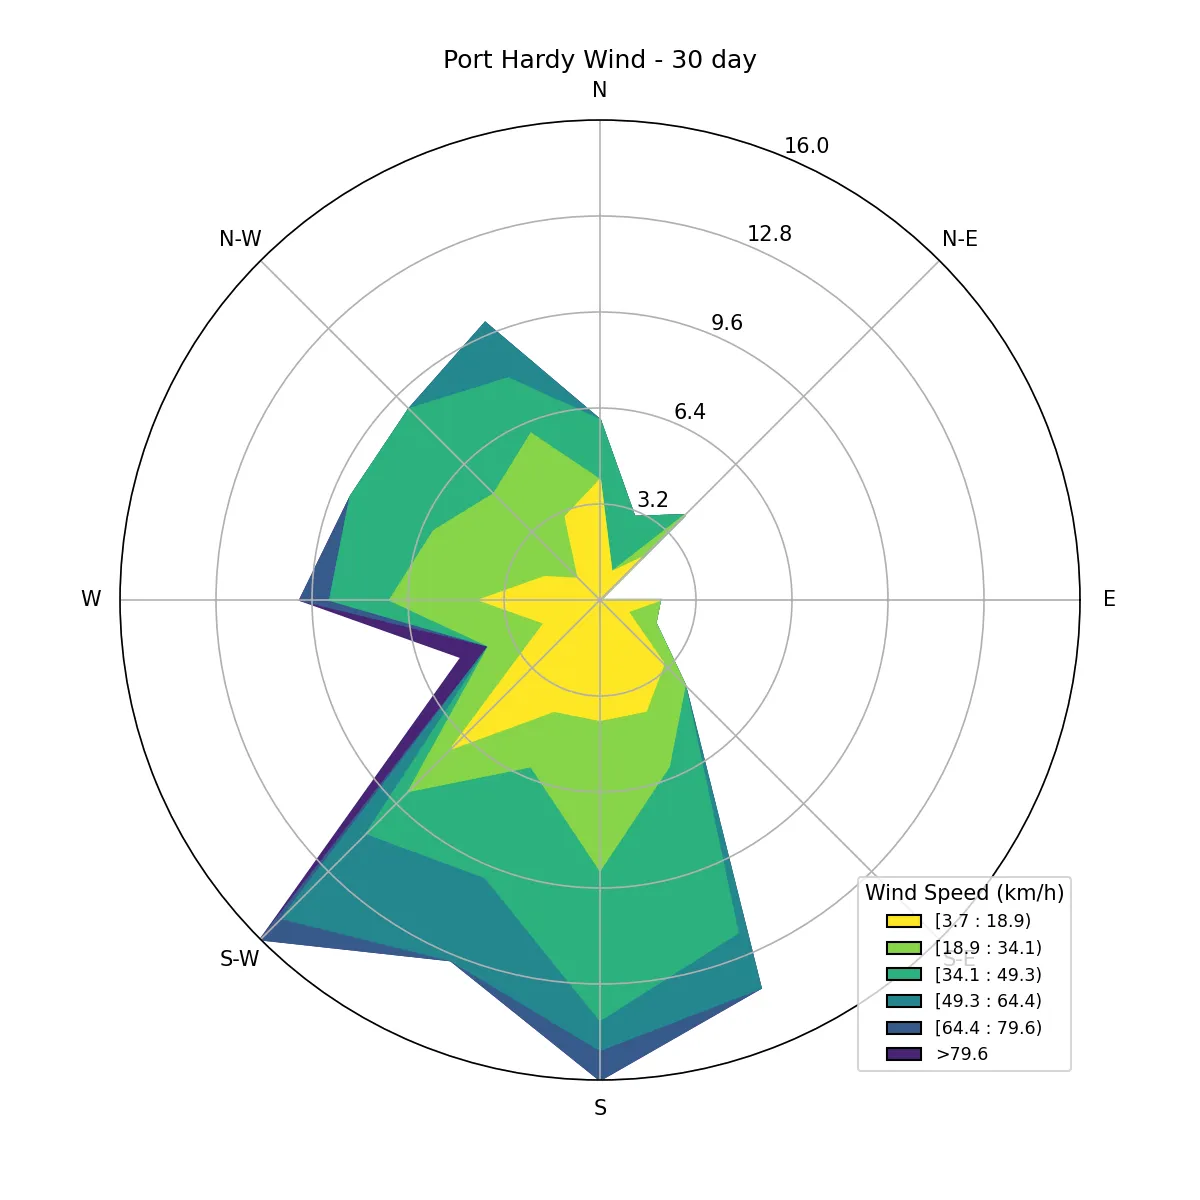 Port Hardy Wind - 30 day
N
16.0
12.8
N-W
N-E
9.6
6.4
3.2
W
E
Wind Speed (km/h)
[3.7 : 18.9)
[18.9 : 34.1)
S-W
S-E
[34.1 : 49.3)
[49.3 : 64.4)
[64.4 : 79.6)
>79.6
S